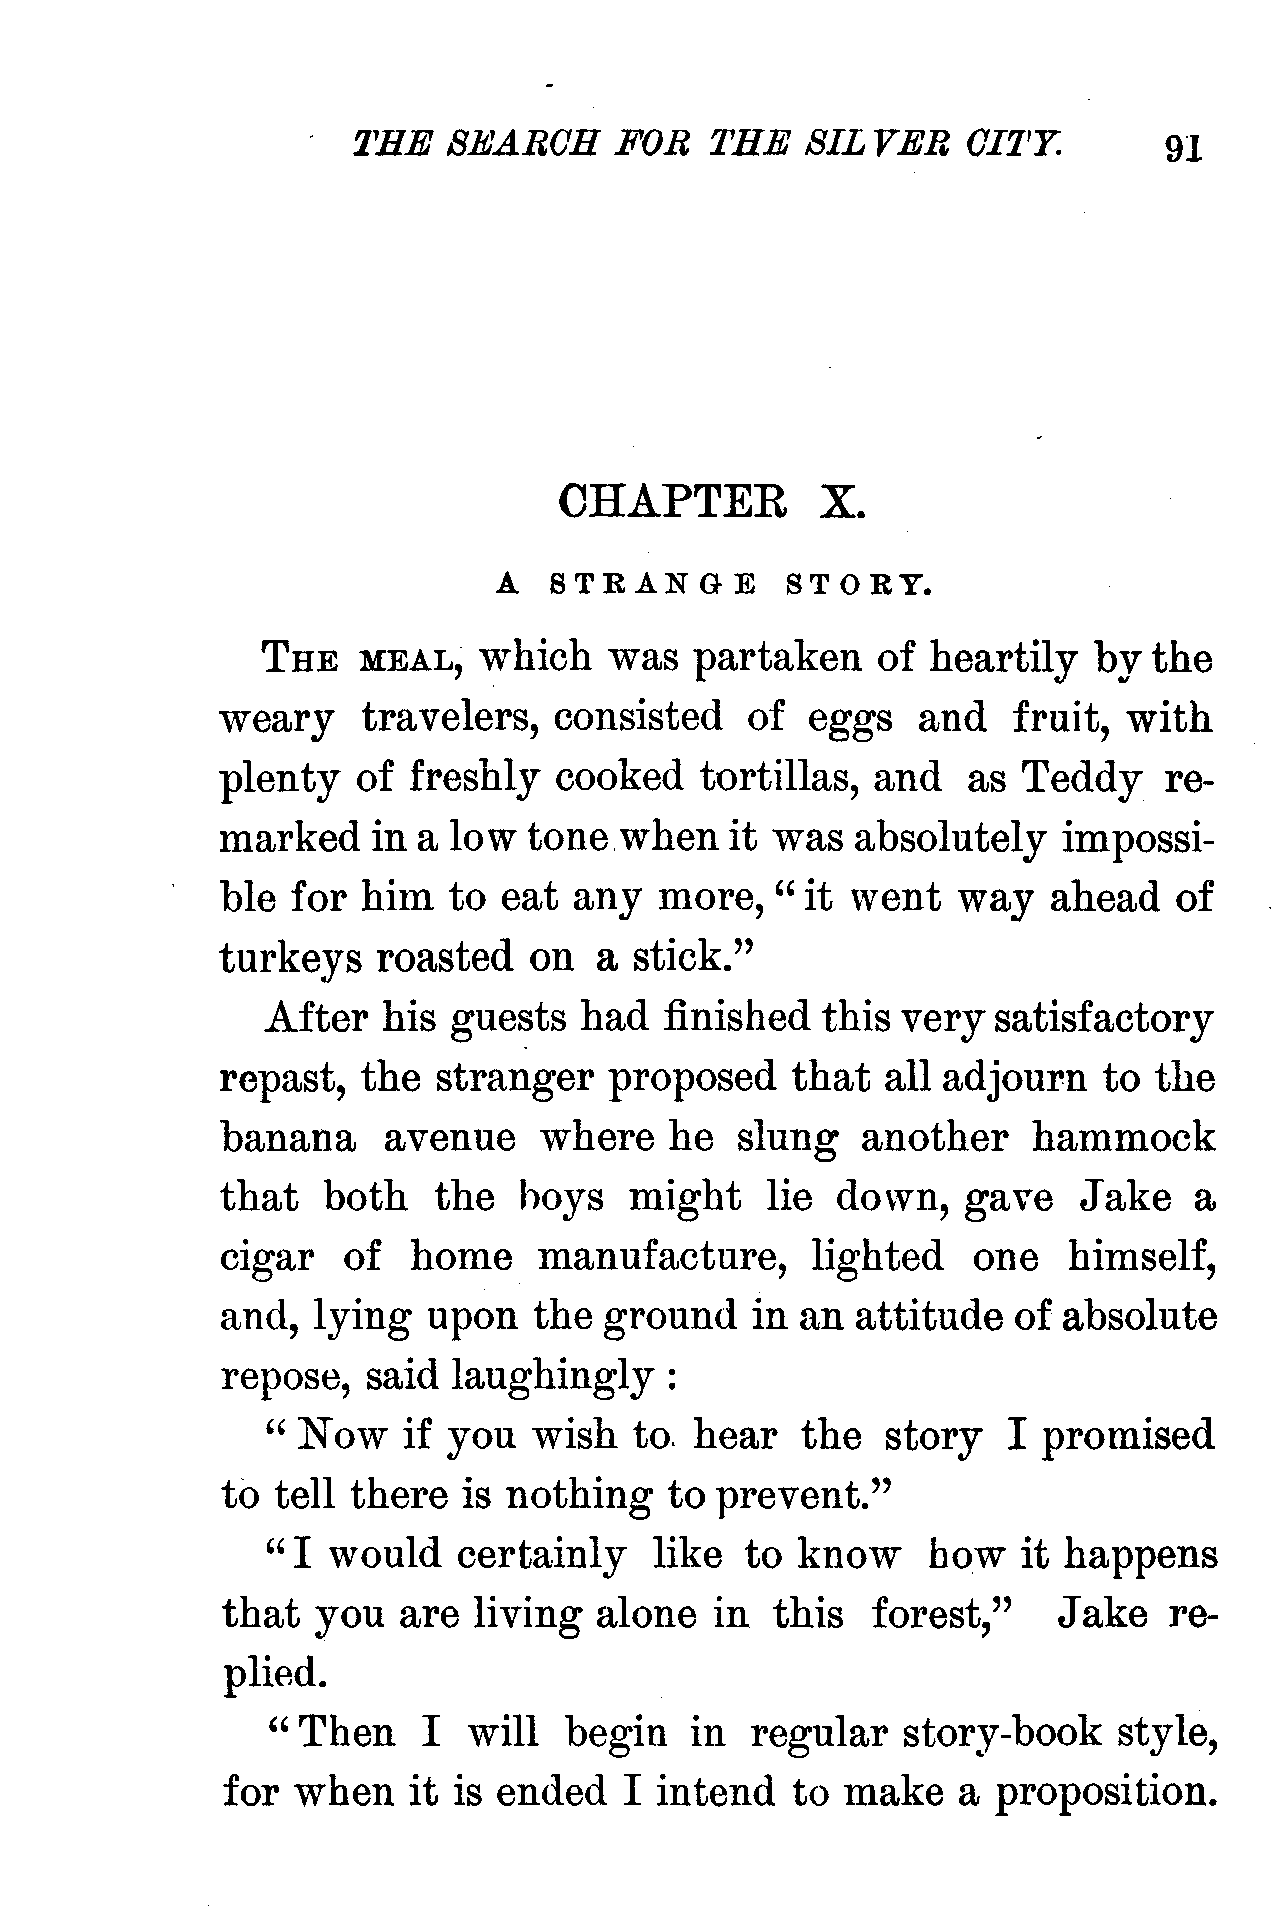 THE SEARCH FOR THE SILVER CITY. 91
CHAPTER X.
A STRANGE STORY.
THE MEAL, which was partaken of heartily by the
weary travelers, consisted of eggs and fruit, with
plenty of freshly cooked tortillas, and as Teddy re-
marked in a low tone when it was absolutely impossi-
ble for him to eat any more, "it went way ahead of
turkeys roasted on a stick."
After his guests had finished this very satisfactory
repast, the stranger proposed that all adjourn to the
banana avenue where he slung another hammock
that both the boys might lie down, gave Jake a
cigar of home manufacture, lighted one himself,
and, lying upon the ground in an attitude of absolute
repose, said laughingly :
"Now if you wish to hear the story I promised
to tell there is nothing to prevent."
"I would certainly like to know how it happens
that you are living alone in this forest," Jake re-
plied.
"Then I will begin in regular story-book style,
for when it is ended I intend to make a proposition.